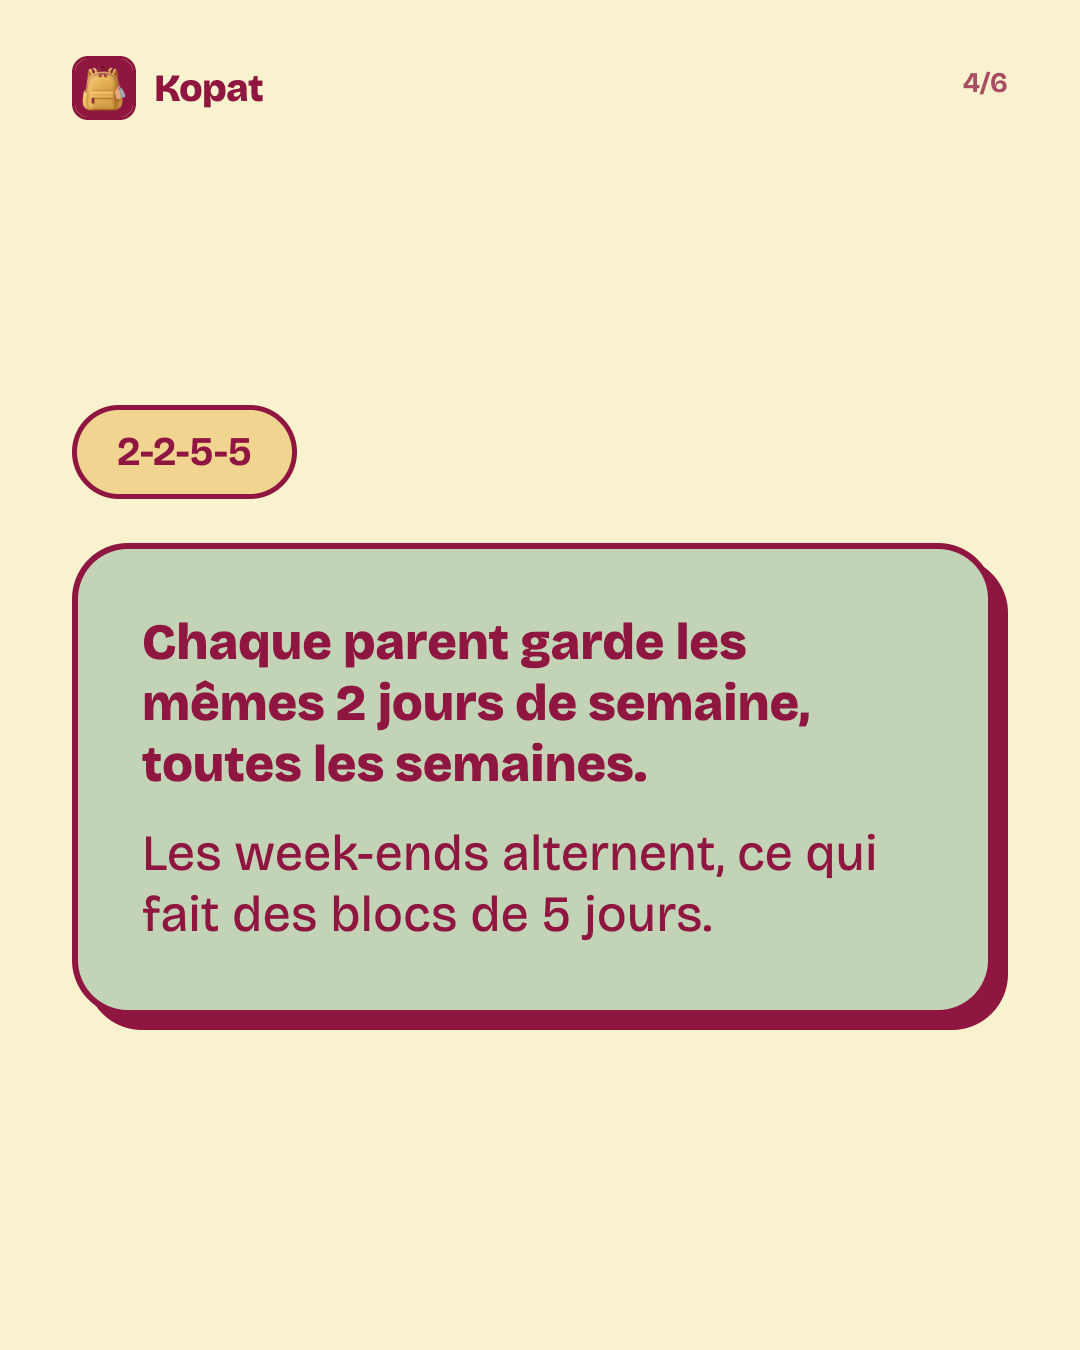 Kopat
4/6
2-2-5-5
Chaque parent garde les
mêmes 2 jours de semaine,
toutes les semaines.
Les week-ends alternent, ce qui
fait des blocs de 5 jours.